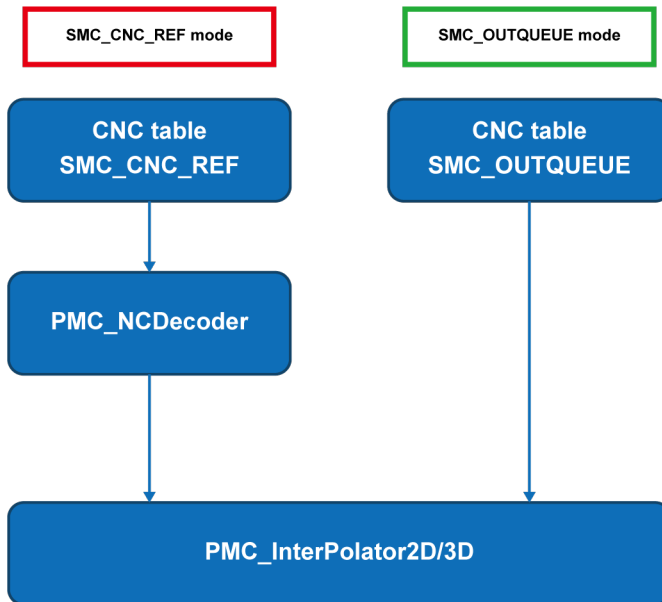 SMC_CNC_REF mode
SMC_OUTQUEUE mode
CNC table
SMC_CNC_REF
CNC table
SMC_OUTQUEUE
PMC_NCDecoder
PMC_InterPolator2D/3D